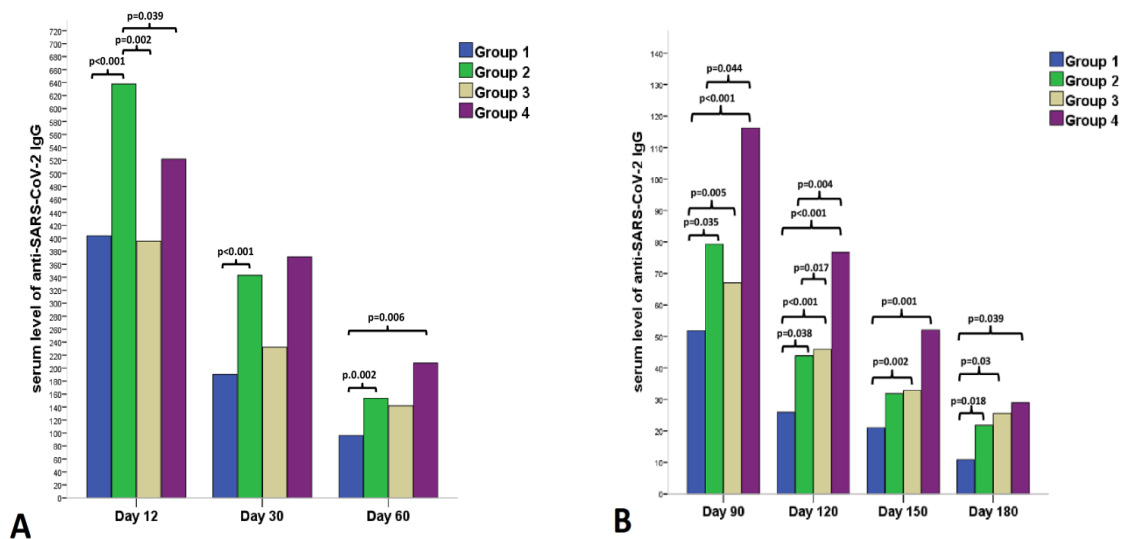 p=0.039
p=0.002
p<0.001
p<0.001
p=0.006
p.0.002
Group 1
Group 2
Group 3
Group 4
serum level of anti-SARS-CoV-2 IgG
720
700
680
660
640
620
600
580
560
540
520
500
480
460
440
420
400
380
360
340
320
300
280
260
240
220
200
180
160
140
120
100
80
60
40
20
0
Day 12 Day 30 Day 60
A
p=0.044
p<0.001
p=0.005
p=0.035
p=0.004
p<0.001
p=0.017
p<0.001
p=0.038
p=0.001
p=0.002
p=0.039
p=0.03
p=0.018
Group 1
Group 2
Group 3
Group 4
serum level of anti-SARS-CoV-2 IgG
140
130
120
110
100
90
80
70
60
50
40
30
20
10
0
Day 90 Day 120 Day 150 Day 180
B